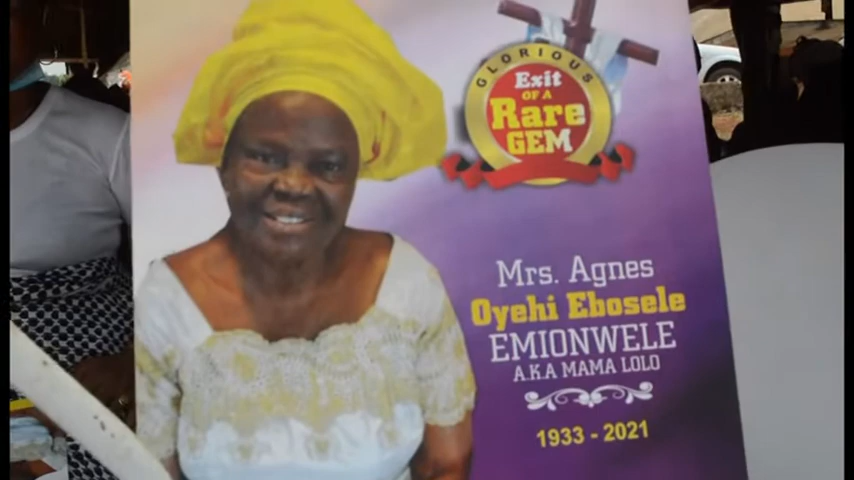 GLORIOUS
Exit
OF A
Rare
GEM
Mrs. Agnes
Oyehi Ebosele
EMIONWELE
A.K.A MAMA LOLO
1933 - 2021